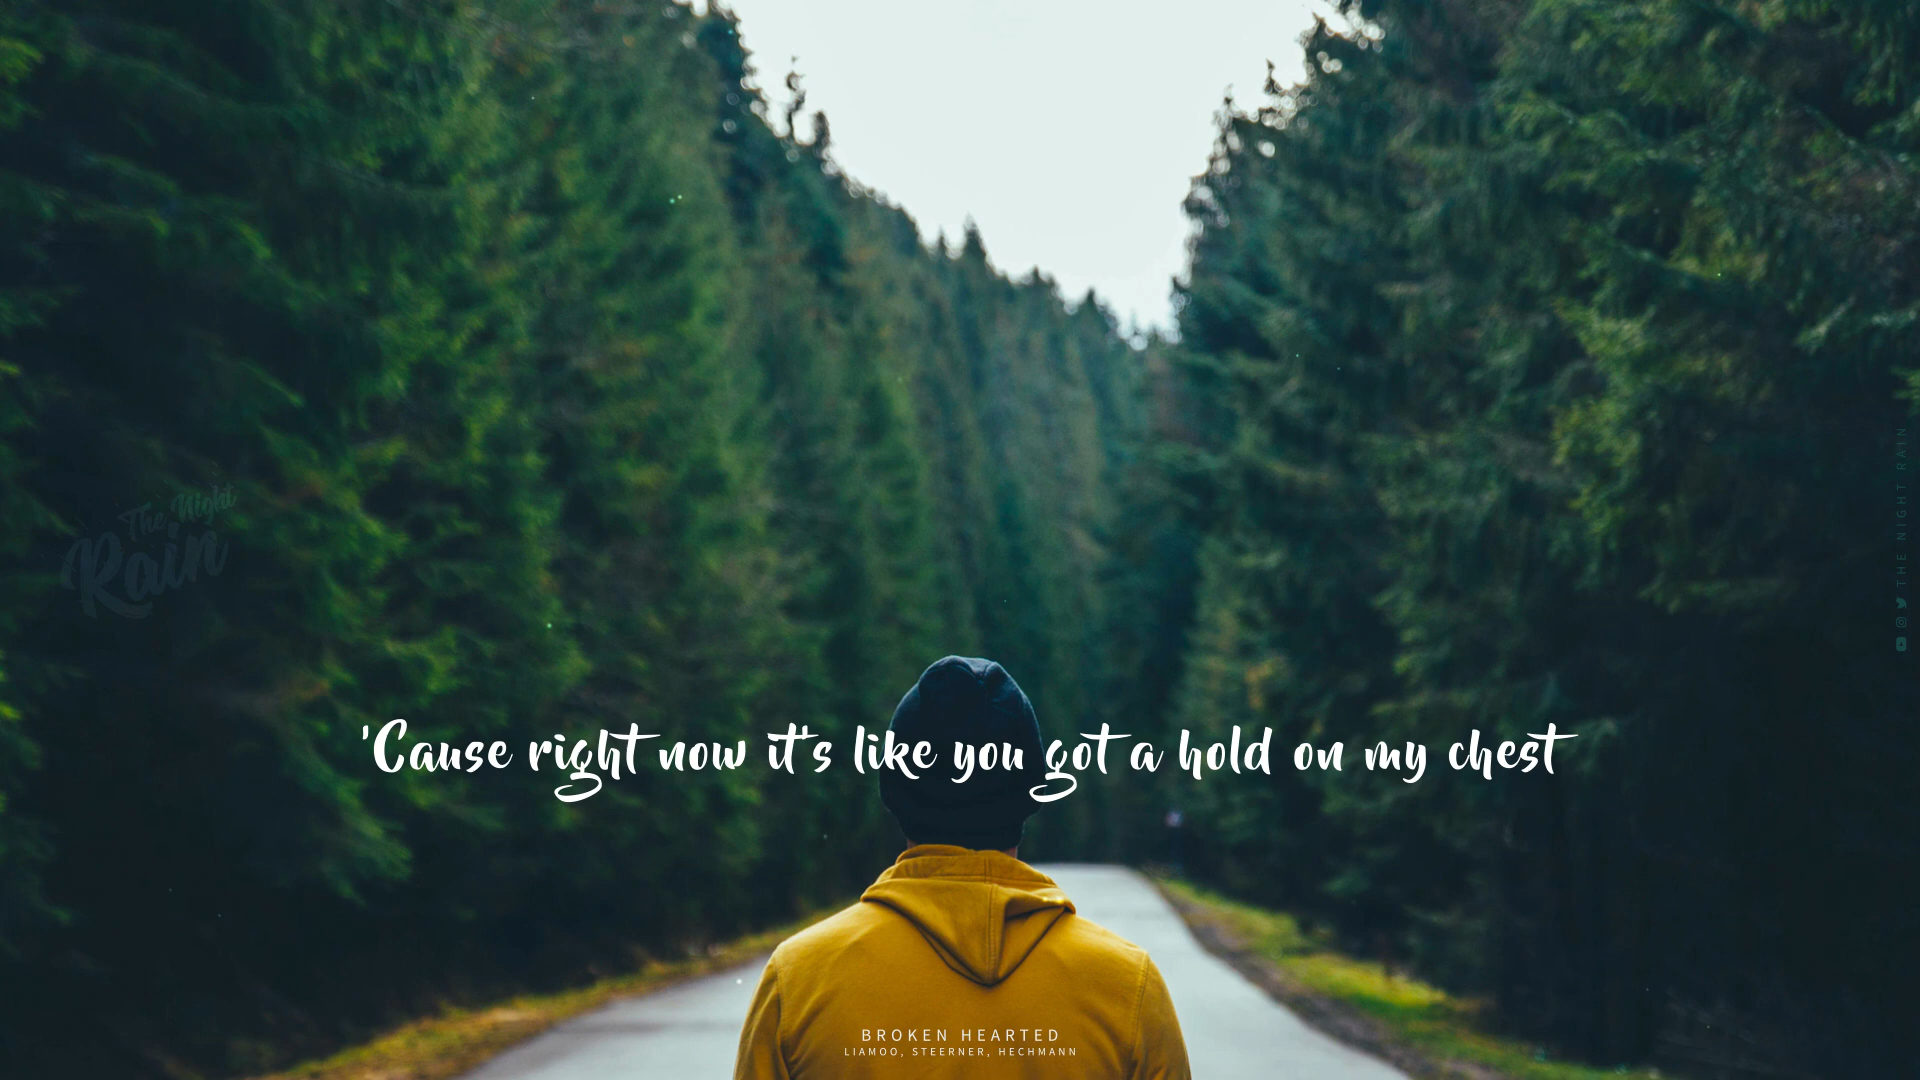 The Night
Rain
'Cause right now it's like you got a hold on my chest
BROKEN HEARTED
LIAMOO, STEERNER, HECHMANN
THE NIGHT RAIN